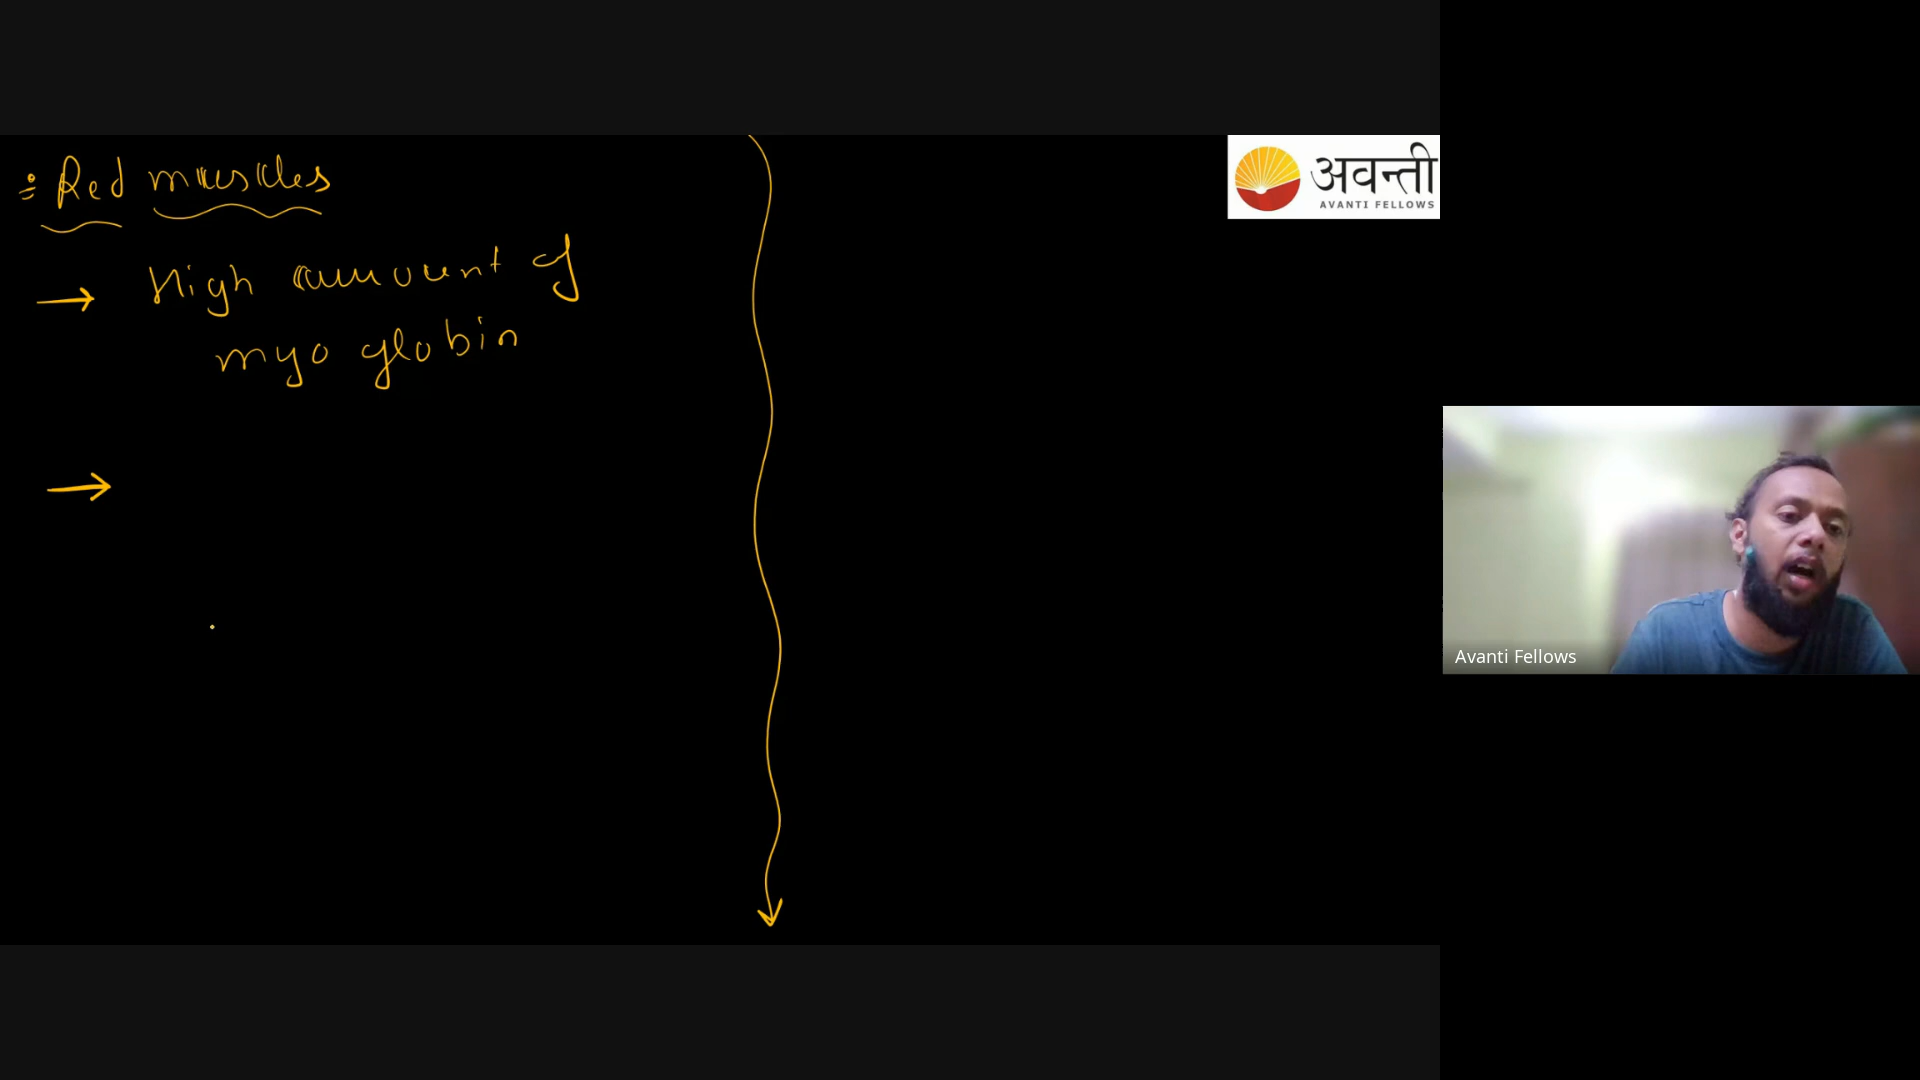 Red muscles
→ High amount of
myo globin
→
अवन्ती
AVANTI FELLOWS
Avanti Fellows